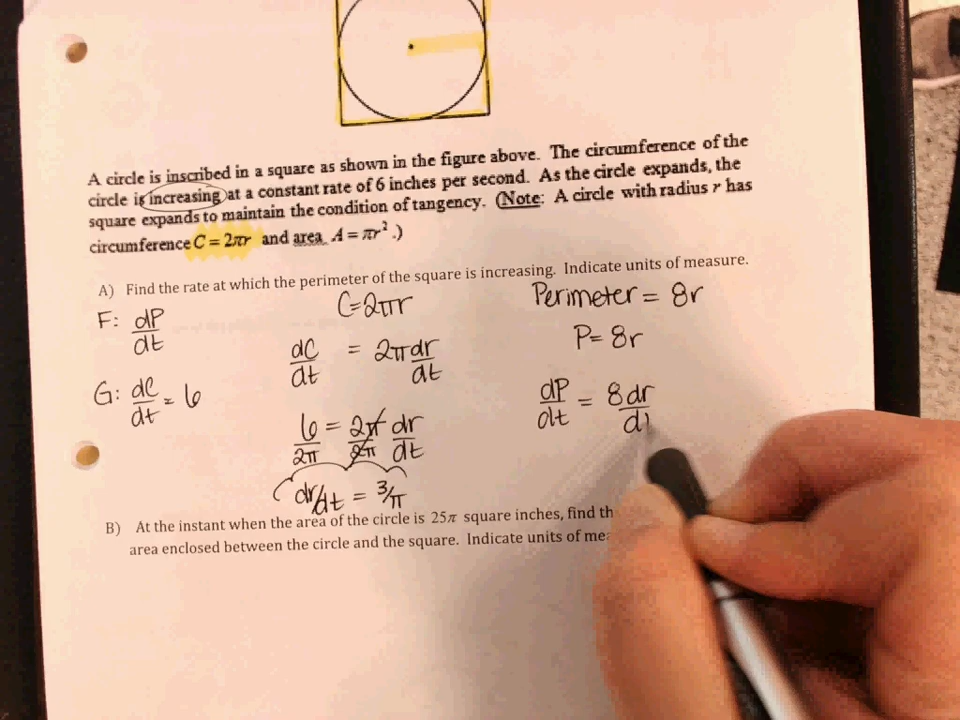 A circle is inscribed in a square as shown in the figure above. The circumference of the
circle is increasing at a constant rate of 6 inches per second. As the circle expands, the
square expands to maintain the condition of tangency. (Note: A circle with radius r has
circumference C = 2πr and area A = πr².)
A) Find the rate at which the perimeter of the square is increasing. Indicate units of measure.
F: dP/dt
C=2πr
Perimeter = 8r
P= 8r
dC/dt = 2π dr/dt
G: dC/dt = 6
dP/dt = 8dr/d
6/2π = 2π/2π dr/dt
dr/dt = 3/π
B) At the instant when the area of the circle is 25π square inches, find
area enclosed between the circle and the square. Indicate units of